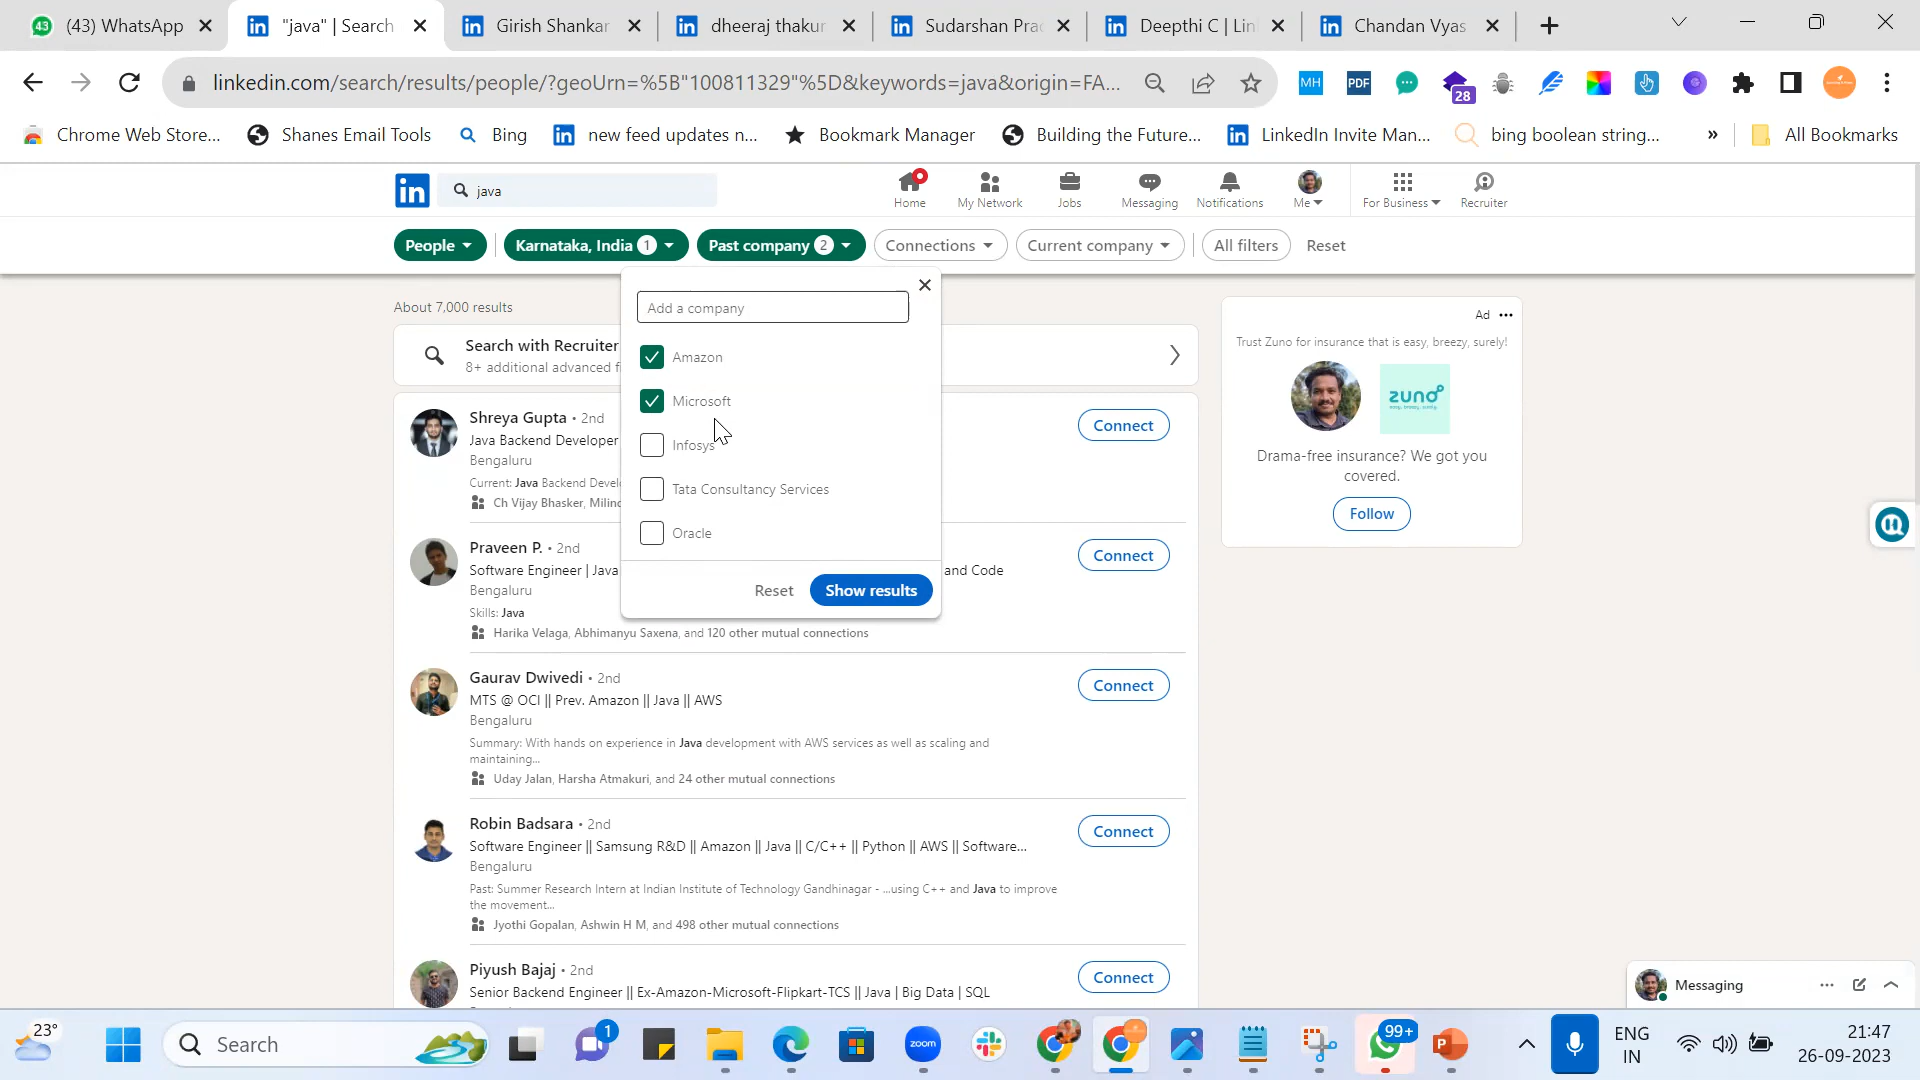 43 (43) WhatsApp
"java" | Search
Girish Shankar
dheeraj thakur
Sudarshan Pra
Deepthi C | Lin
Chandan Vyas
linkedin.com/search/results/people/?geoUrn=%5B"100811329"%5D&keywords=java&origin=FA...
MH
PDF
28
Chrome Web Store...
Shanes Email Tools
Bing
new feed updates n...
Bookmark Manager
Building the Future...
LinkedIn Invite Man...
bing boolean string...
»
All Bookmarks
in
java
Home
My Network
Jobs
Messaging
Notifications
Me
For Business
Recruiter
People
Karnataka, India 1
Past company 2
Connections
Current company
All filters
Reset
About 7,000 results
Search with Recruiter
8+ additional advanced f
Add a company
Amazon
Microsoft
Infosys
Tata Consultancy Services
Oracle
Reset
Show results
Shreya Gupta • 2nd
Java Backend Developer
Bengaluru
Current: Java Backend Devel
Ch Vijay Bhasker, Milind
Connect
Praveen P. • 2nd
Software Engineer | Java and Code
Bengaluru
Skills: Java
Harika Velaga, Abhimanyu Saxena, and 120 other mutual connections
Connect
Gaurav Dwivedi • 2nd
MTS @ OCI || Prev. Amazon || Java || AWS
Bengaluru
Summary: With hands on experience in Java development with AWS services as well as scaling and
maintaining...
Uday Jalan, Harsha Atmakuri, and 24 other mutual connections
Connect
Robin Badsara • 2nd
Software Engineer || Samsung R&D || Amazon || Java || C/C++ || Python || AWS || Software...
Bengaluru
Past: Summer Research Intern at Indian Institute of Technology Gandhinagar - ...using C++ and Java to improve
the movement...
Jyothi Gopalan, Ashwin H M, and 498 other mutual connections
Connect
Piyush Bajaj • 2nd
Senior Backend Engineer || Ex-Amazon-Microsoft-Flipkart-TCS || Java | Big Data | SQL
Connect
Ad
Trust Zuno for insurance that is easy, breezy, surely!
zuno
Drama-free insurance? We got you
covered.
Follow
Messaging
23°
Search
1
zoom
99+
P
ENG
IN
21:47
26-09-2023